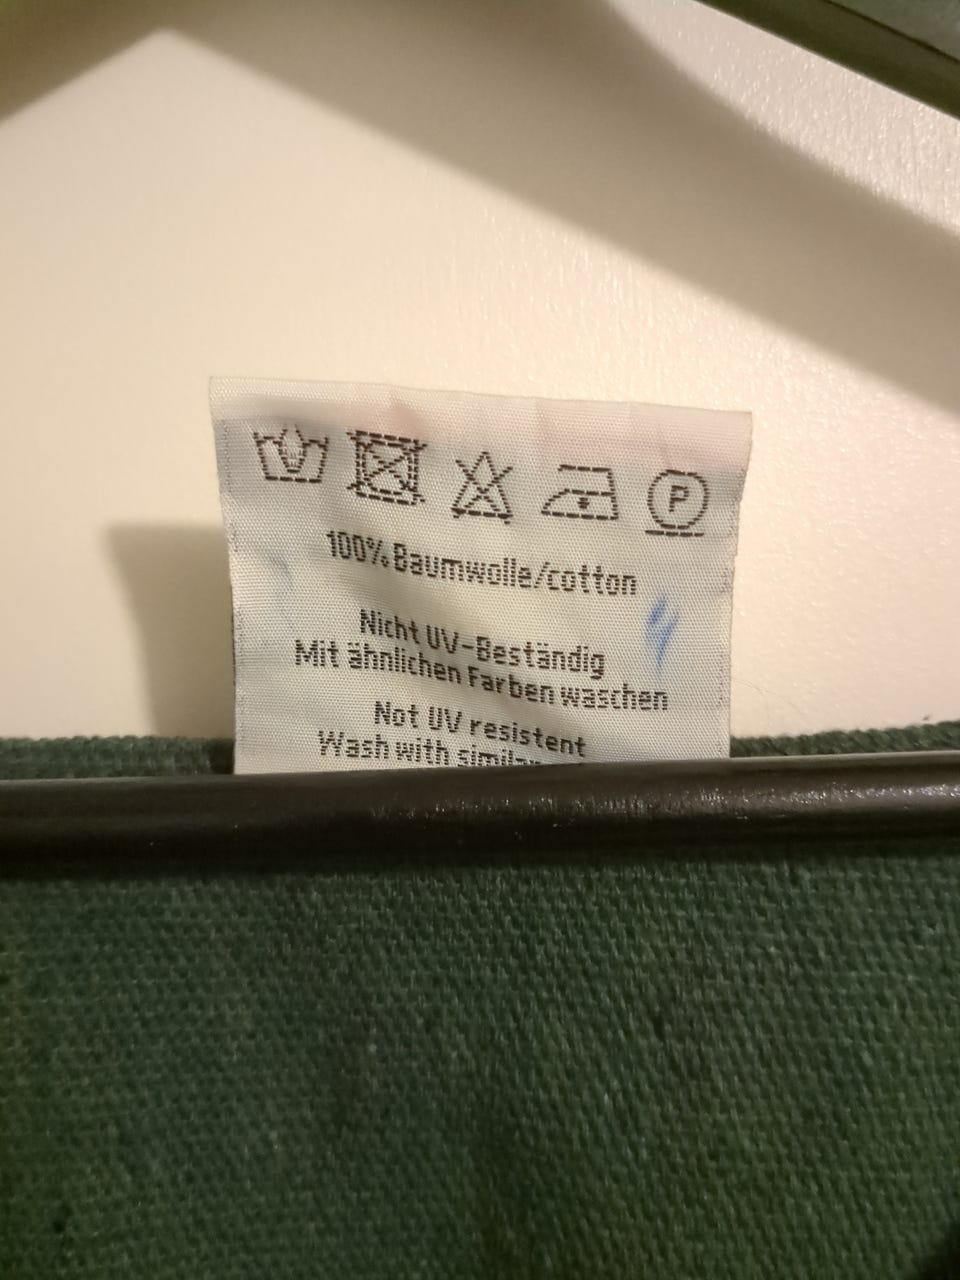 P
100% Baumwolle/cotton
Nicht UV-Beständig
Mit ähnlichen Farben waschen
Not UV resistent
Wash with